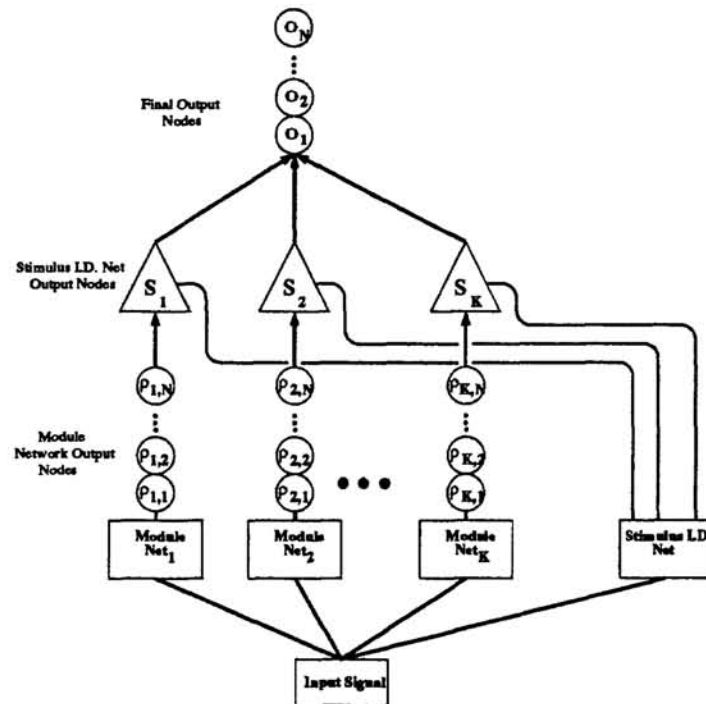 O_N
O_2
Final Output
Nodes
O_1
Stimulus I.D. Net
Output Nodes
S_1
S_2
S_K
ρ_1,N
ρ_2,N
ρ_K,N
Module
Network Output
Nodes
ρ_1,2
ρ_2,2
ρ_K,2
ρ_1,1
ρ_2,1
ρ_K,1
Module
Net_1
Module
Net_2
Module
Net_K
Stimulus I.D.
Net
Input Signal